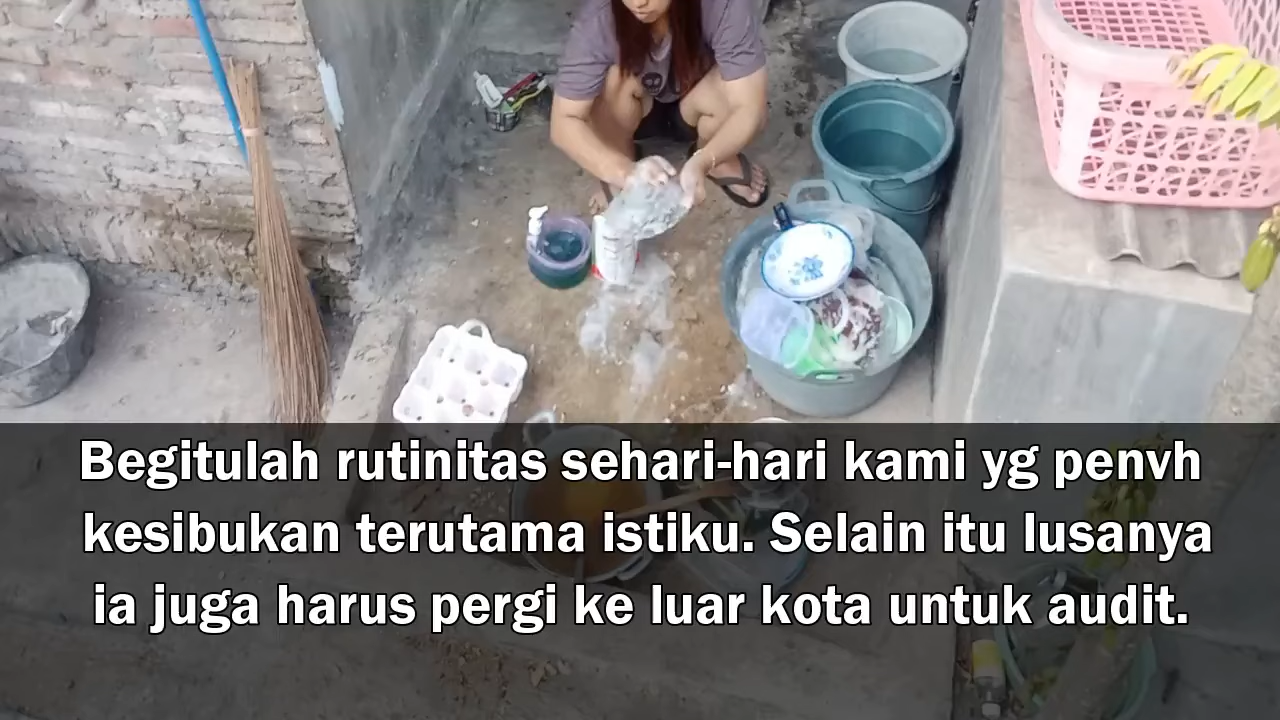 Begitulah rutinitas sehari-hari kami yg penvh
kesibukan terutama istiku. Selain itu lusanya
ia juga harus pergi ke luar kota untuk audit.